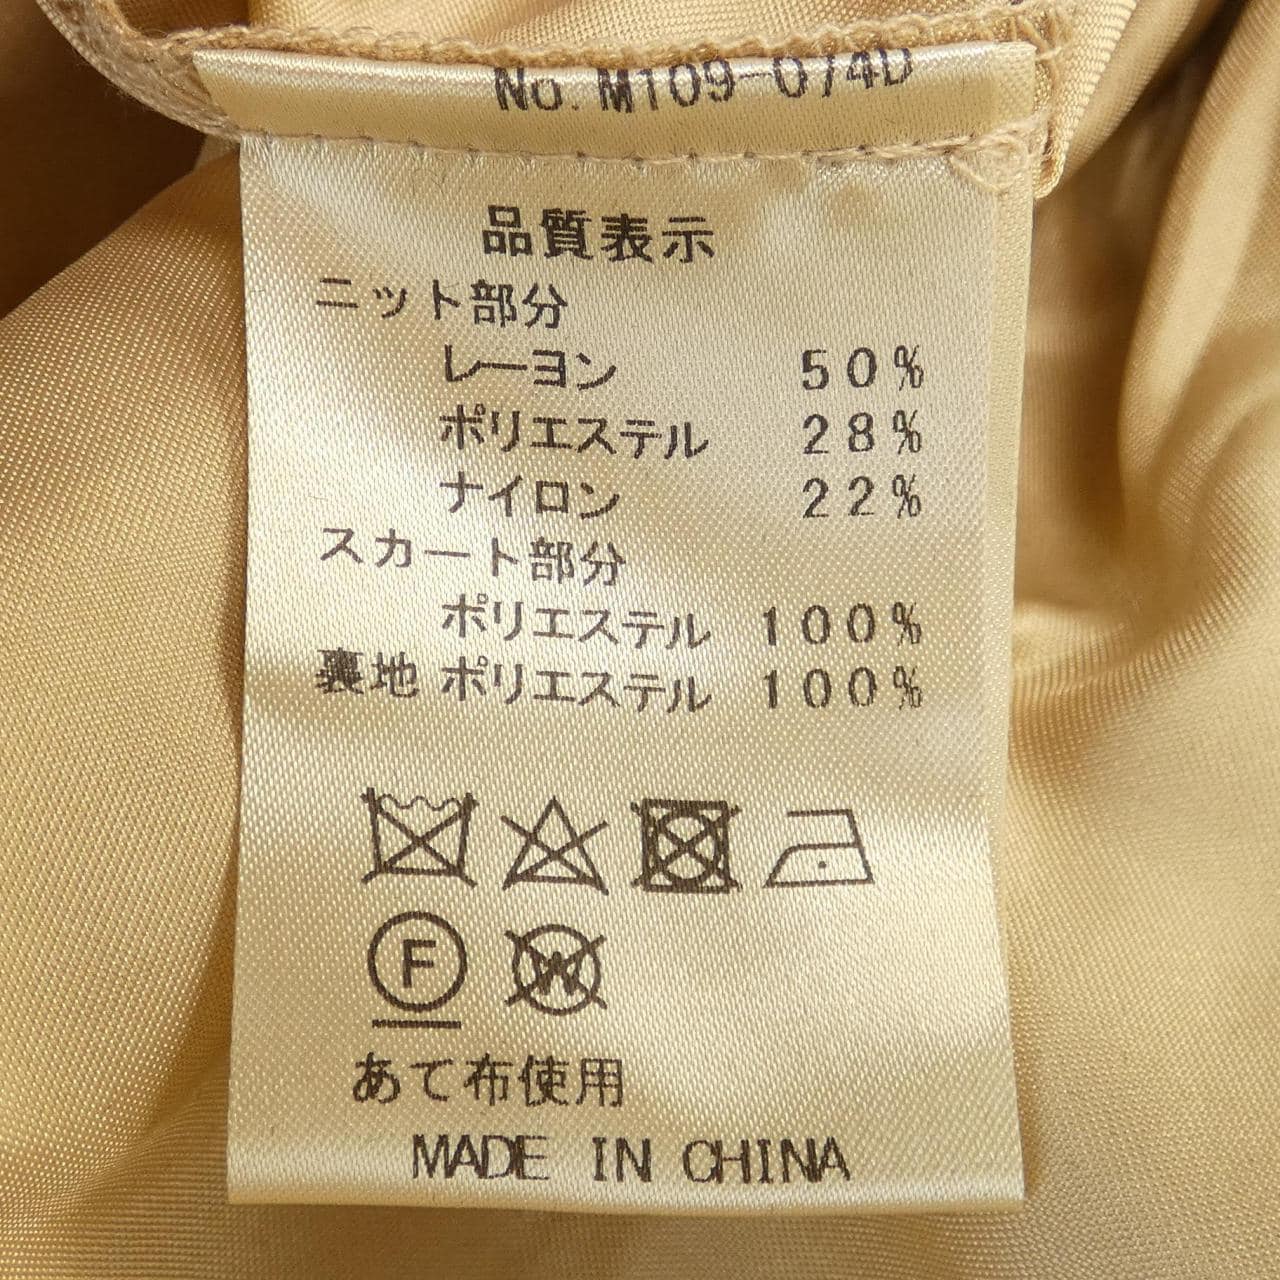 No. M109-074D
品質表示
ニット部分
レーヨン 50%
ポリエステル 28%
ナイロン 22%
スカート部分
ポリエステル 100%
裏地 ポリエステル 100%
F W
あて布使用
MADE IN CHINA